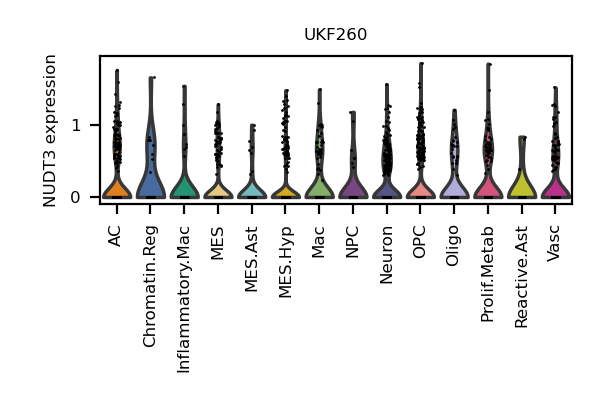 UKF260
NUDT3 expression
1
0
AC
Chromatin.Reg
Inflammatory.Mac
MES
MES.Ast
MES.Hyp
Mac
NPC
Neuron
OPC
Oligo
Prolif.Metab
Reactive.Ast
Vasc